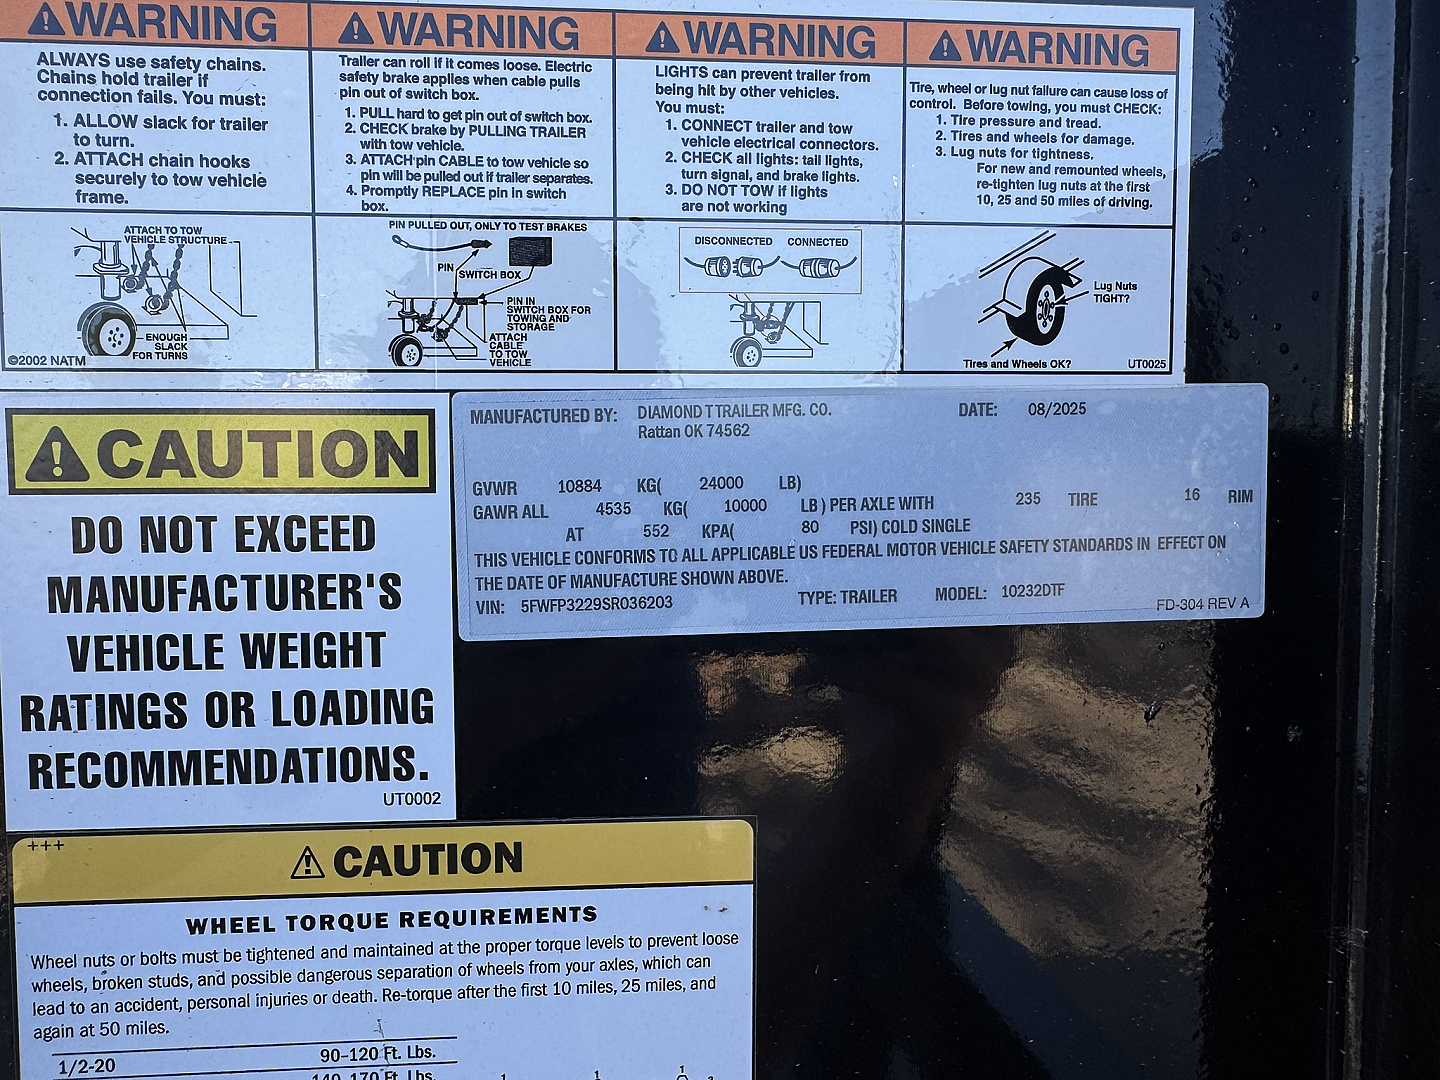 WARNING
ALWAYS use safety chains.
Chains hold trailer if
connection fails. You must:
1. ALLOW slack for trailer
to turn.
2. ATTACH chain hooks
securely to tow vehicle
frame.
ATTACH TO TOW
VEHICLE STRUCTURE
ENOUGH
SLACK
FOR TURNS
©2002 NATM
WARNING
Trailer can roll if it comes loose. Electric
safety brake applies when cable pulls
pin out of switch box.
1. PULL hard to get pin out of switch box.
2. CHECK brake by PULLING TRAILER
with tow vehicle.
3. ATTACH pin CABLE to tow vehicle so
pin will be pulled out if trailer separates.
4. Promptly REPLACE pin in switch
box.
PIN PULLED OUT, ONLY TO TEST BRAKES
PIN
SWITCH BOX
PIN IN
SWITCH BOX FOR
TOWING AND
STORAGE
ATTACH
CABLE
TO TOW
VEHICLE
WARNING
LIGHTS can prevent trailer from
being hit by other vehicles.
You must:
1. CONNECT trailer and tow
vehicle electrical connectors.
2. CHECK all lights: tail lights,
turn signal, and brake lights.
3. DO NOT TOW if lights
are not working
DISCONNECTED CONNECTED
WARNING
Tire, wheel or lug nut failure can cause loss of
control. Before towing, you must CHECK:
1. Tire pressure and tread.
2. Tires and wheels for damage.
3. Lug nuts for tightness.
For new and remounted wheels,
re-tighten lug nuts at the first
10, 25 and 50 miles of driving.
Lug Nuts
TIGHT?
Tires and Wheels OK?
UT0025
CAUTION
DO NOT EXCEED
MANUFACTURER'S
VEHICLE WEIGHT
RATINGS OR LOADING
RECOMMENDATIONS.
UT0002
MANUFACTURED BY: DIAMOND T TRAILER MFG. CO. DATE: 08/2025
Rattan OK 74562
GVWR 10884 KG( 24000 LB)
GAWR ALL 4535 KG( 10000 LB ) PER AXLE WITH 235 TIRE 16 RIM
AT 552 KPA( 80 PSI) COLD SINGLE
THIS VEHICLE CONFORMS TO ALL APPLICABLE US FEDERAL MOTOR VEHICLE SAFETY STANDARDS IN EFFECT ON
THE DATE OF MANUFACTURE SHOWN ABOVE.
VIN: 5FWFP3229SR036203 TYPE: TRAILER MODEL: 10232DTF
FD-304 REV A
+++
CAUTION
WHEEL TORQUE REQUIREMENTS
Wheel nuts or bolts must be tightened and maintained at the proper torque levels to prevent loose
wheels, broken studs, and possible dangerous separation of wheels from your axles, which can
lead to an accident, personal injuries or death. Re-torque after the first 10 miles, 25 miles, and
again at 50 miles.
1/2-20 90–120 Ft. Lbs.
140–170 Ft. Lbs.
1 1 1